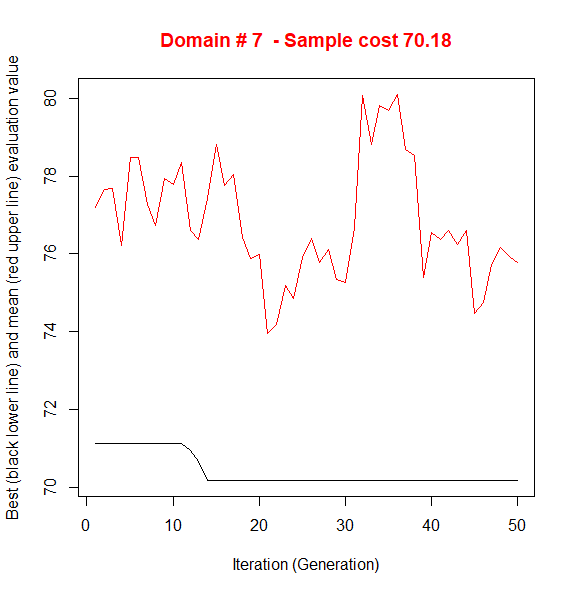 Domain # 7  - Sample cost 70.18
Best (black lower line) and mean (red upper line) evaluation value
80
78
76
74
72
70
0 10 20 30 40 50
Iteration (Generation)